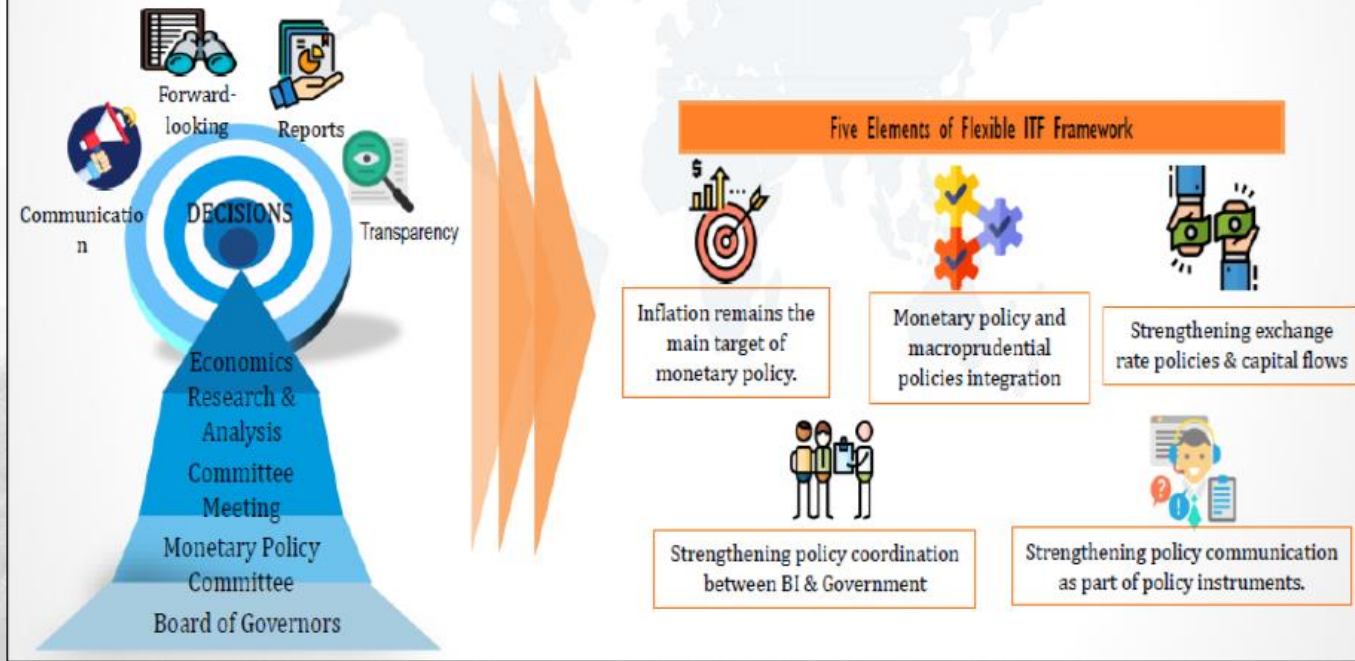 Forward-
looking
Reports
Communicatio
n
DECISIONS
Transparency
Economics
Research &
Analysis
Committee
Meeting
Monetary Policy
Committee
Board of Governors
Five Elements of Flexible ITF Framework
$
Inflation remains the
main target of
monetary policy.
Monetary policy and
macroprudential
policies integration
Strengthening exchange
rate policies & capital flows
Strengthening policy coordination
between BI & Government
?
!
Strengthening policy communication
as part of policy instruments.